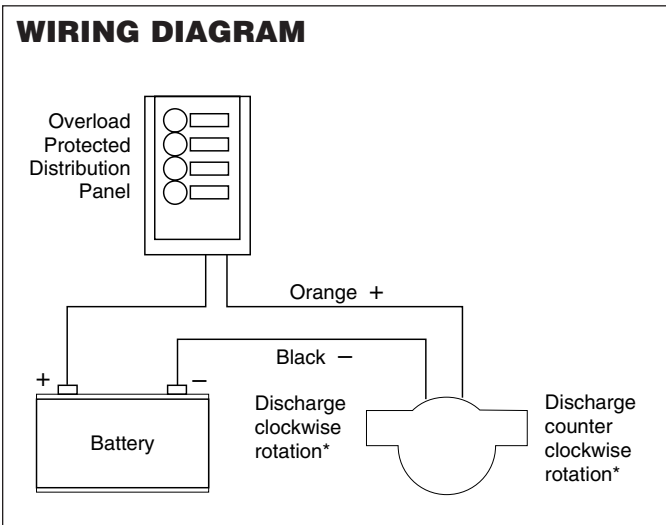 WIRING DIAGRAM
Overload
Protected
Distribution
Panel
Orange +
Black −
+
−
Battery
Discharge
clockwise
rotation*
Discharge
counter
clockwise
rotation*